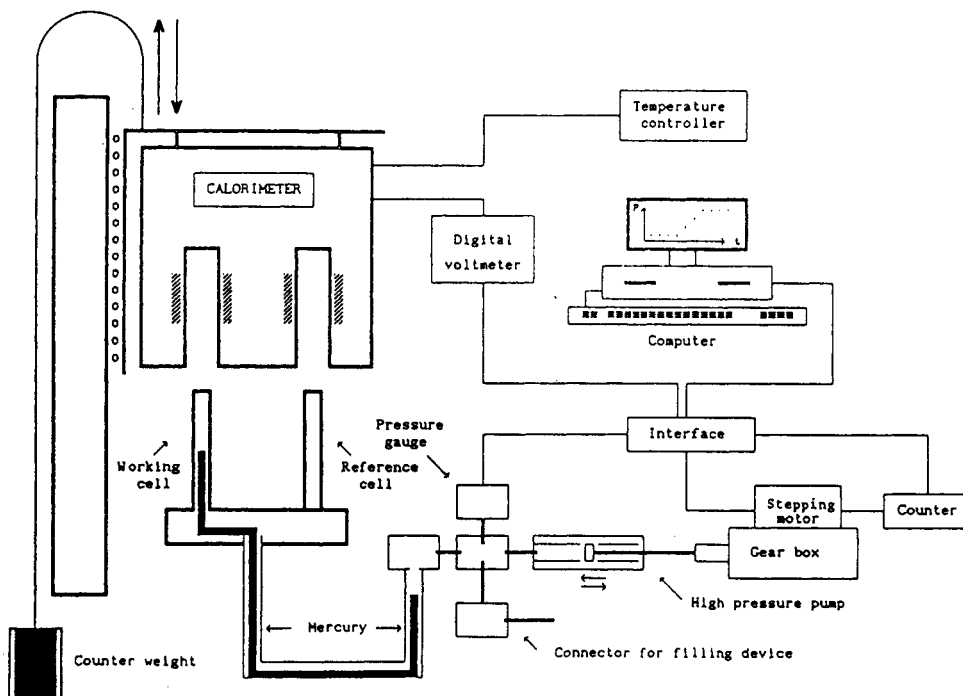 Temperature
controller
CALORIMETER
P
t
Digital
voltmeter
Computer
Pressure
gauge
Interface
Working
cell
Reference
cell
Stepping
motor
Counter
Gear box
High pressure pump
Mercury
Connector for filling device
Counter weight